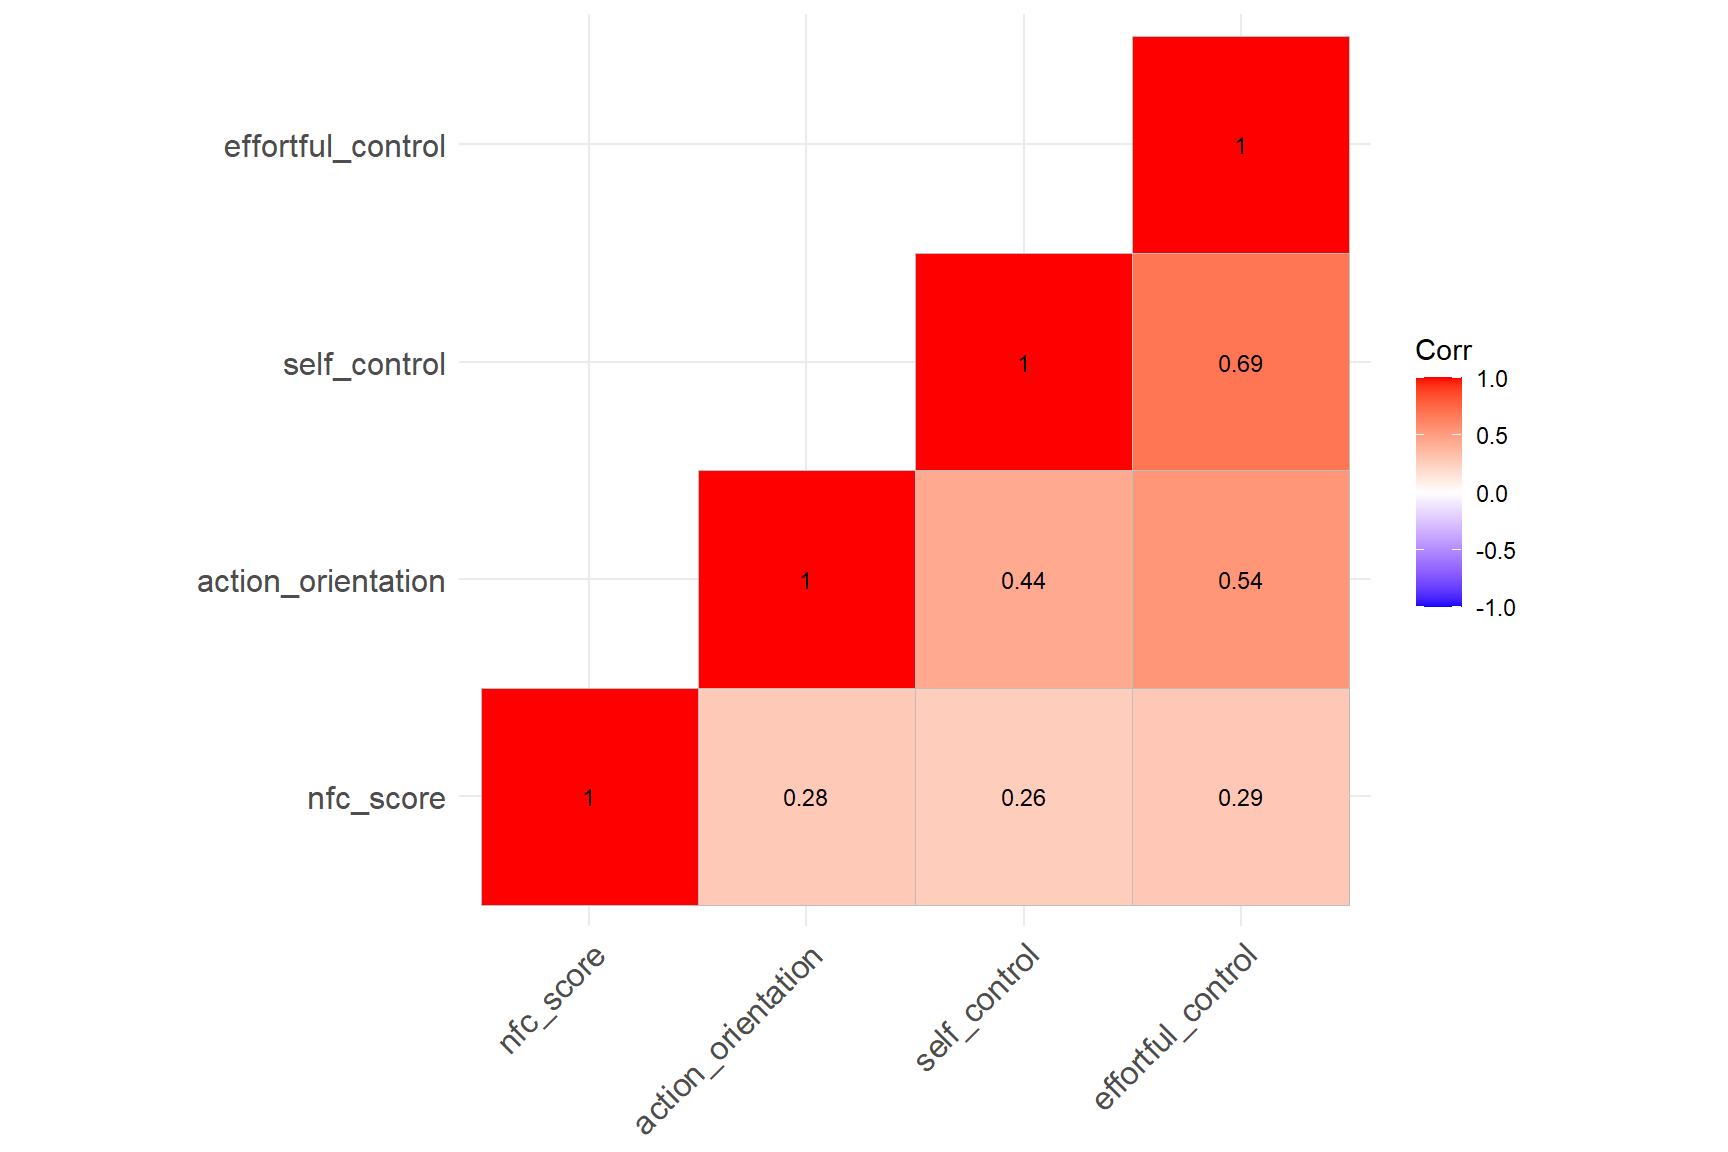 effortful_control
1
self_control
1
0.69
action_orientation
1
0.44
0.54
nfc_score
1
0.28
0.26
0.29
nfc_score
action_orientation
self_control
effortful_control
Corr
1.0
0.5
0.0
-0.5
-1.0